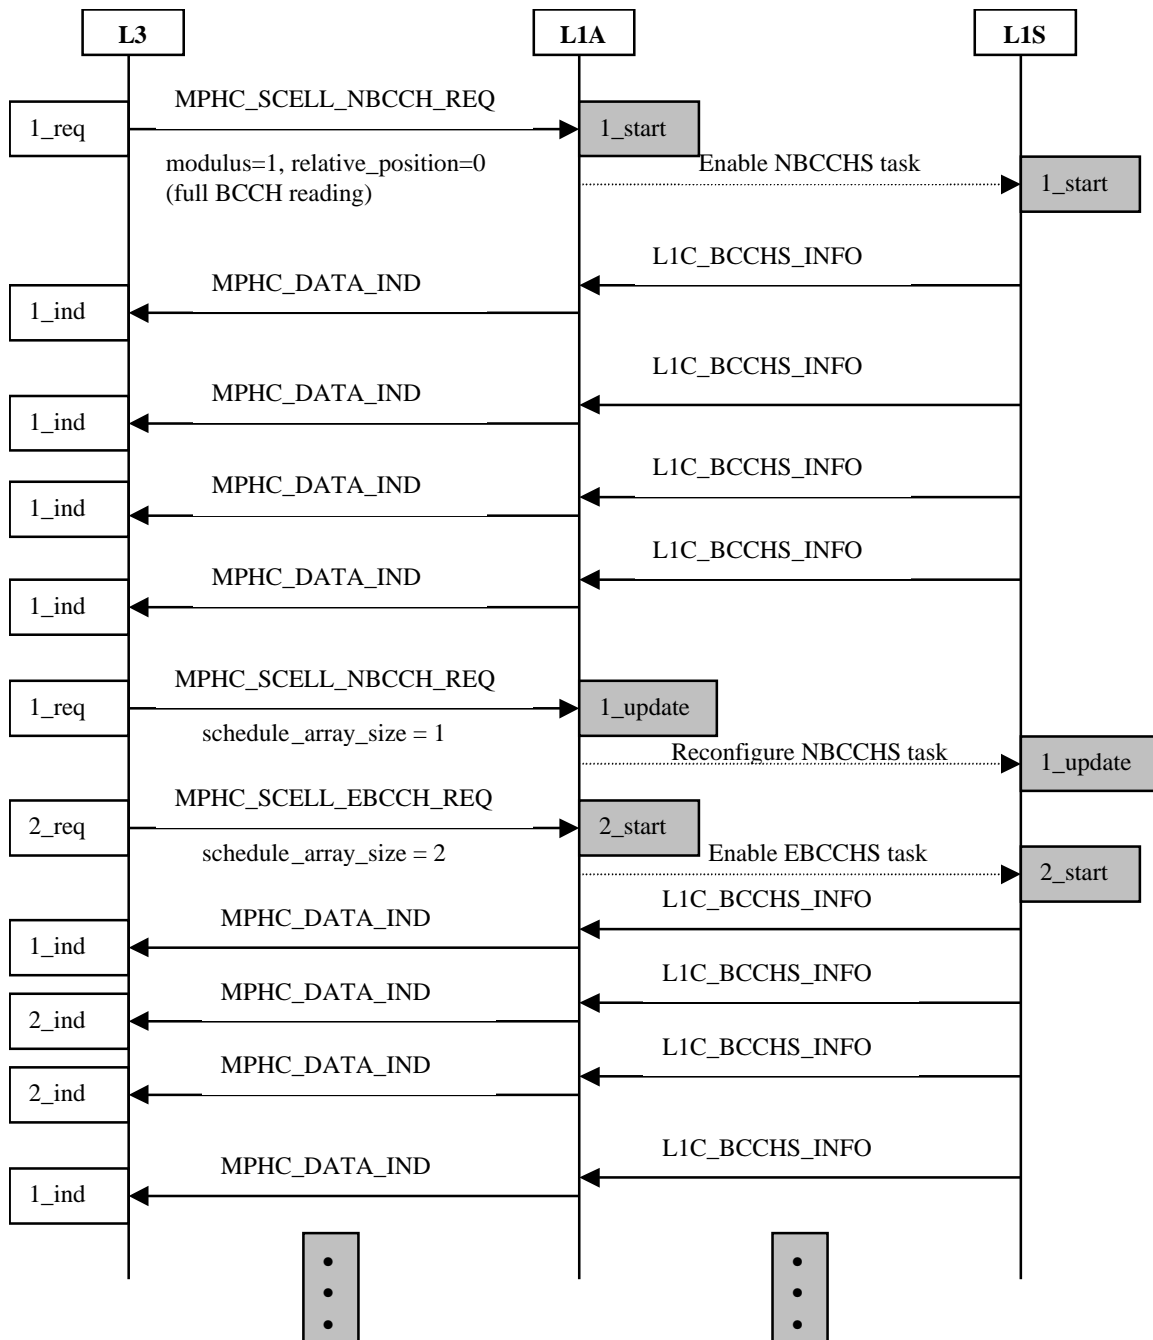 L3 L1A L1S
MPHC_SCELL_NBCCH_REQ
1_req 1_start
modulus=1, relative_position=0 Enable NBCCHS task
(full BCCH reading) 1_start
L1C_BCCHS_INFO
MPHC_DATA_IND
1_ind
L1C_BCCHS_INFO
MPHC_DATA_IND
1_ind
L1C_BCCHS_INFO
MPHC_DATA_IND
1_ind
L1C_BCCHS_INFO
MPHC_DATA_IND
1_ind
MPHC_SCELL_NBCCH_REQ
1_req 1_update
schedule_array_size = 1
Reconfigure NBCCHS task 1_update
MPHC_SCELL_EBCCH_REQ
2_req 2_start
schedule_array_size = 2 Enable EBCCHS task
2_start
L1C_BCCHS_INFO
MPHC_DATA_IND
1_ind
L1C_BCCHS_INFO
MPHC_DATA_IND
2_ind
L1C_BCCHS_INFO
MPHC_DATA_IND
2_ind
L1C_BCCHS_INFO
MPHC_DATA_IND
1_ind